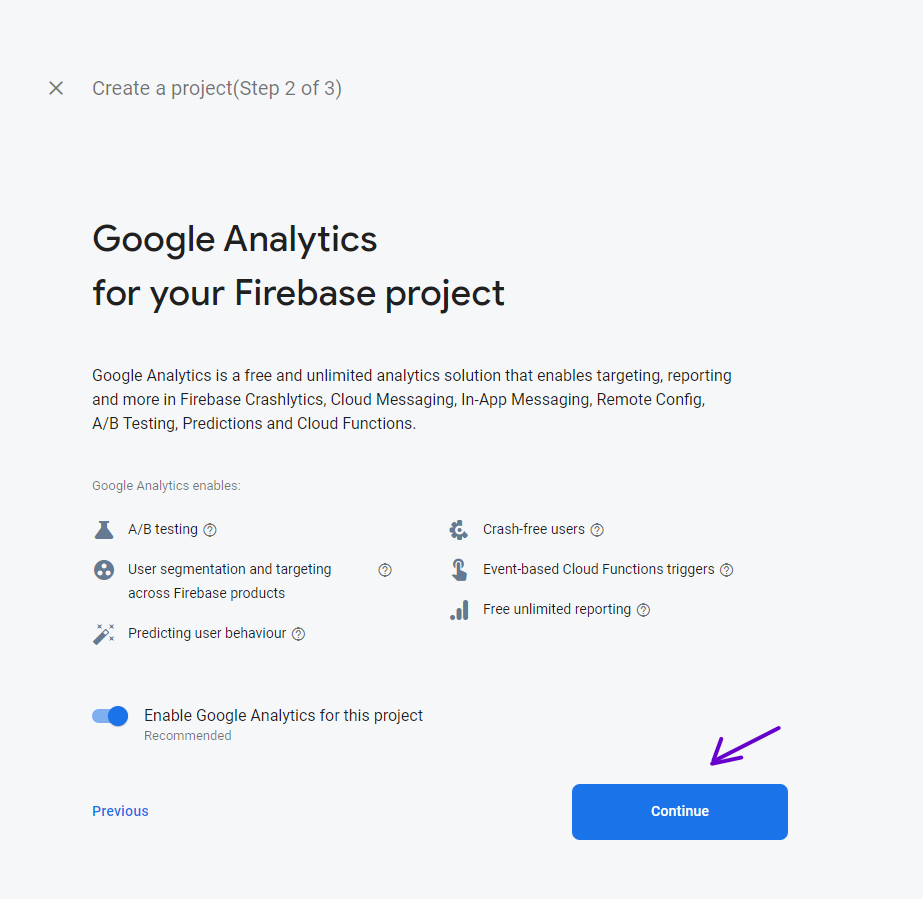 Create a project(Step 2 of 3)
Google Analytics
for your Firebase project
Google Analytics is a free and unlimited analytics solution that enables targeting, reporting
and more in Firebase Crashlytics, Cloud Messaging, In-App Messaging, Remote Config,
A/B Testing, Predictions and Cloud Functions.
Google Analytics enables:
A/B testing
User segmentation and targeting
across Firebase products
Predicting user behaviour
Crash-free users
Event-based Cloud Functions triggers
Free unlimited reporting
Enable Google Analytics for this project
Recommended
Previous
Continue